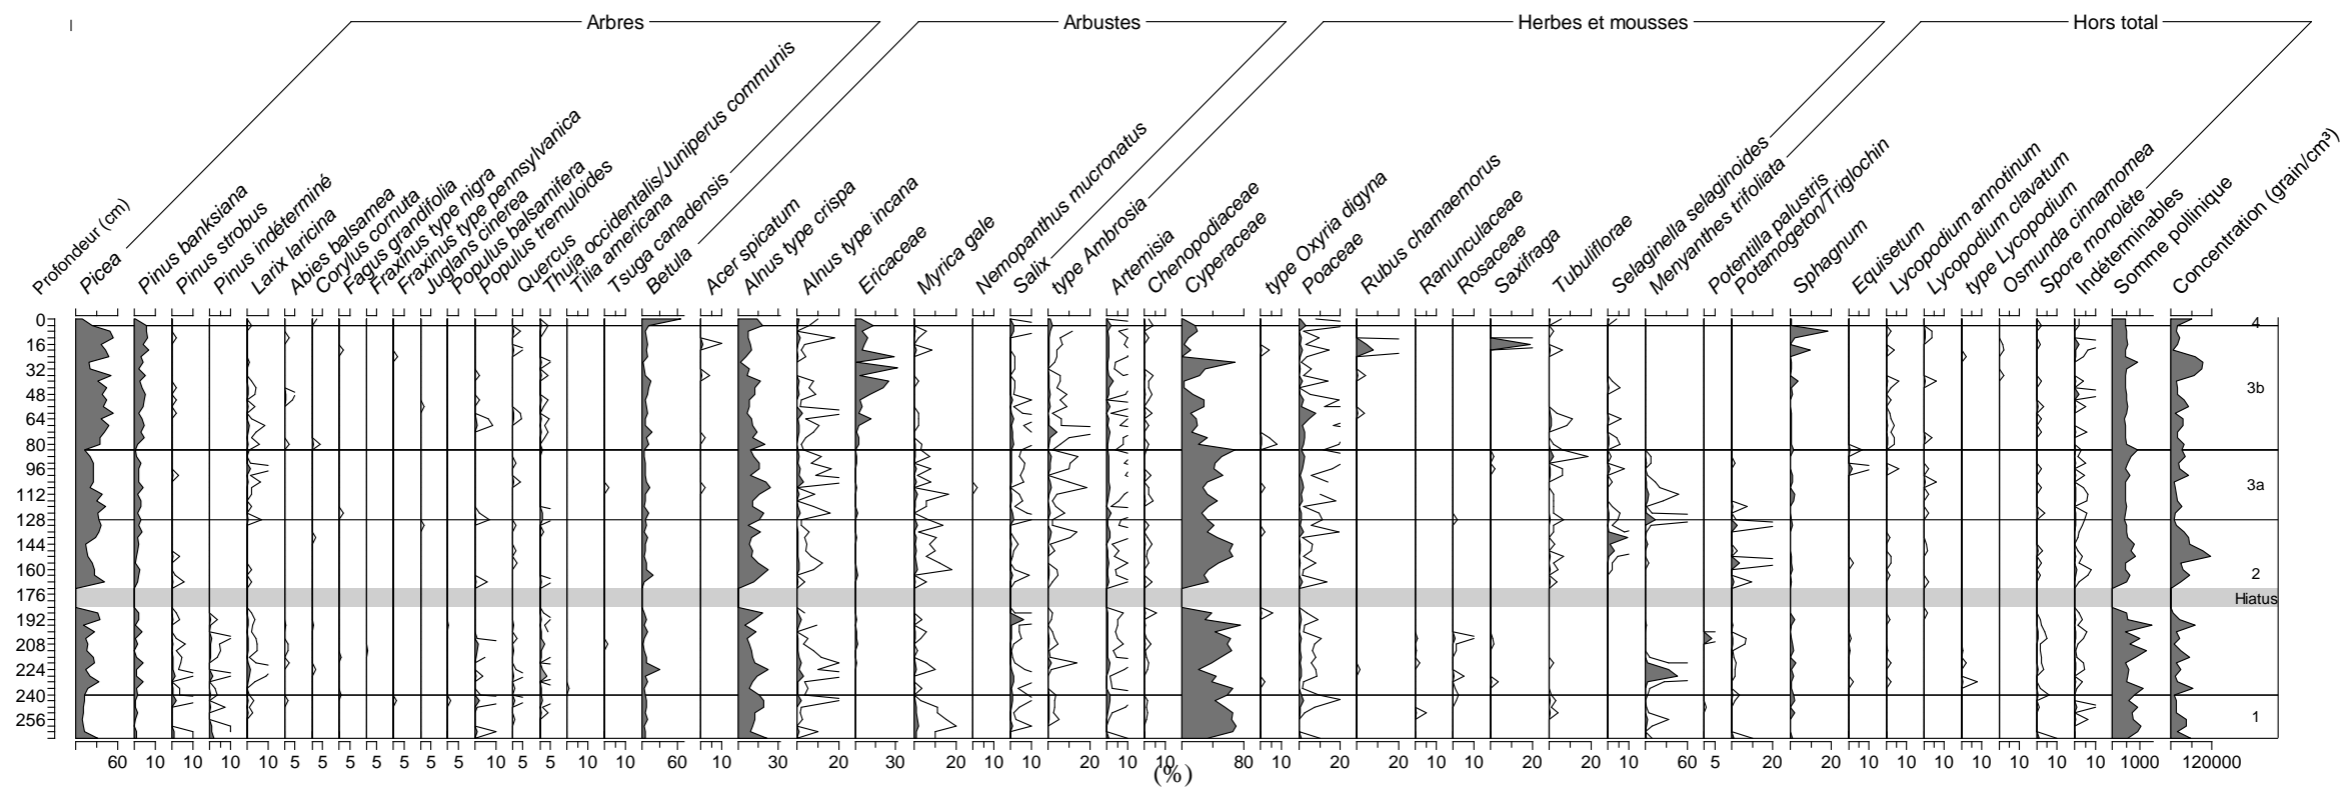 Arbres
Arbustes
Herbes et mousses
Hors total
Profondeur (cm)
Picea
Pinus banksiana
Pinus strobus
Pinus indéterminé
Larix laricina
Abies balsamea
Corylus cornuta
Fagus grandifolia
Fraxinus type nigra
Fraxinus type pennsylvanica
Juglans cinerea
Populus balsamifera
Populus tremuloides
Quercus
Thuja occidentalis/Juniperus communis
Tilia americana
Tsuga canadensis
Betula
Acer spicatum
Alnus type crispa
Alnus type incana
Ericaceae
Myrica gale
Nemopanthus mucronatus
Salix
type Ambrosia
Artemisia
Chenopodiaceae
Cyperaceae
type Oxyria digyna
Poaceae
Rubus chamaemorus
Ranunculaceae
Rosaceae
Saxifraga
Tubuliflorae
Selaginella selaginoides
Menyanthes trifoliata
Potentilla palustris
Potamogeton/Triglochin
Sphagnum
Equisetum
Lycopodium annotinum
Lycopodium clavatum
type Lycopodium
Osmunda cinnamomea
Spore monolète
Indéterminables
Somme pollinique
Concentration (grain/cm³)
0
16
32
48
64
80
96
112
128
144
160
176
192
208
224
240
256
4
3b
3a
2
Hiatus
1
60 10 10 10 10 5 5 5 5 5 5 5 10 5 5 10 10 60 10 30 20 30 20 10 10 20 10 10 80 10 20 20 10 10 20 20 10 60 5 20 20 10 10 10 10 10 10 10 1000 120000
(%)